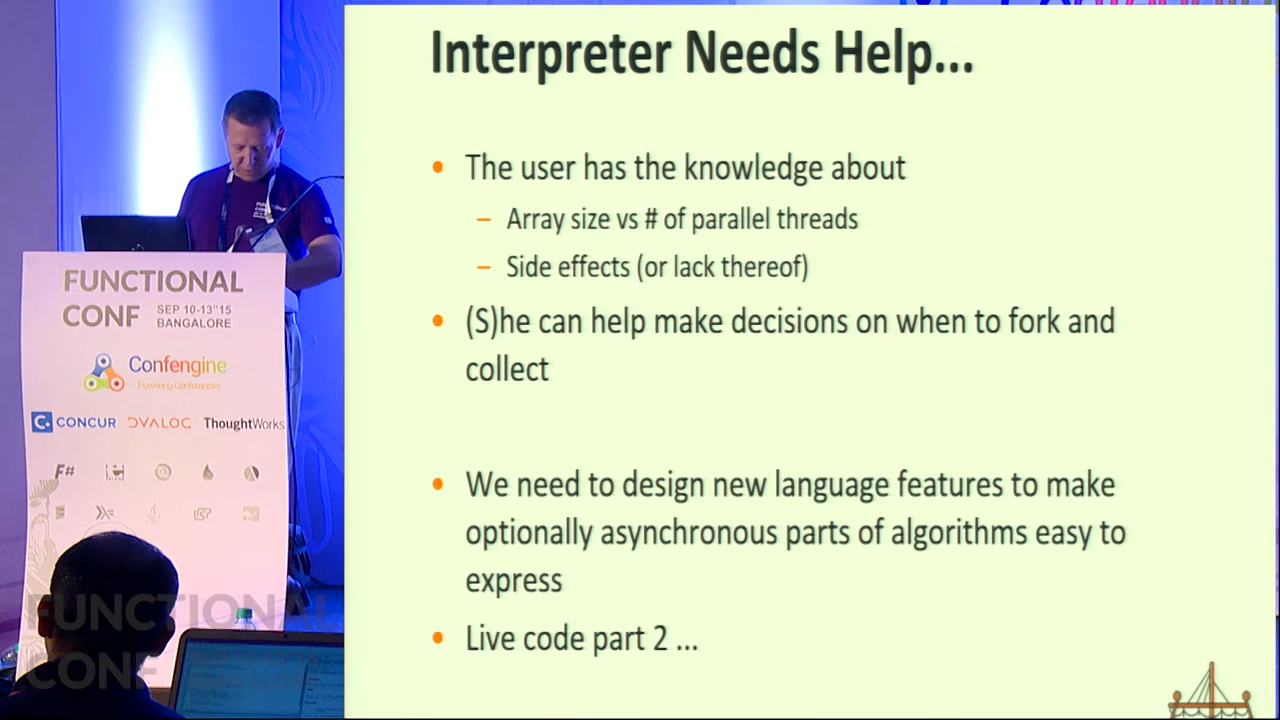 Interpreter Needs Help...
• The user has the knowledge about
– Array size vs # of parallel threads
– Side effects (or lack thereof)
• (S)he can help make decisions on when to fork and
collect
• We need to design new language features to make
optionally asynchronous parts of algorithms easy to
express
• Live code part 2 ...
FUNCTIONAL
CONF
SEP 10-13"15
BANGALORE
Confengine
Powering Conferences
C. CONCUR DYALOC ThoughtWorks
F#
FUNCTIONAL
CONF